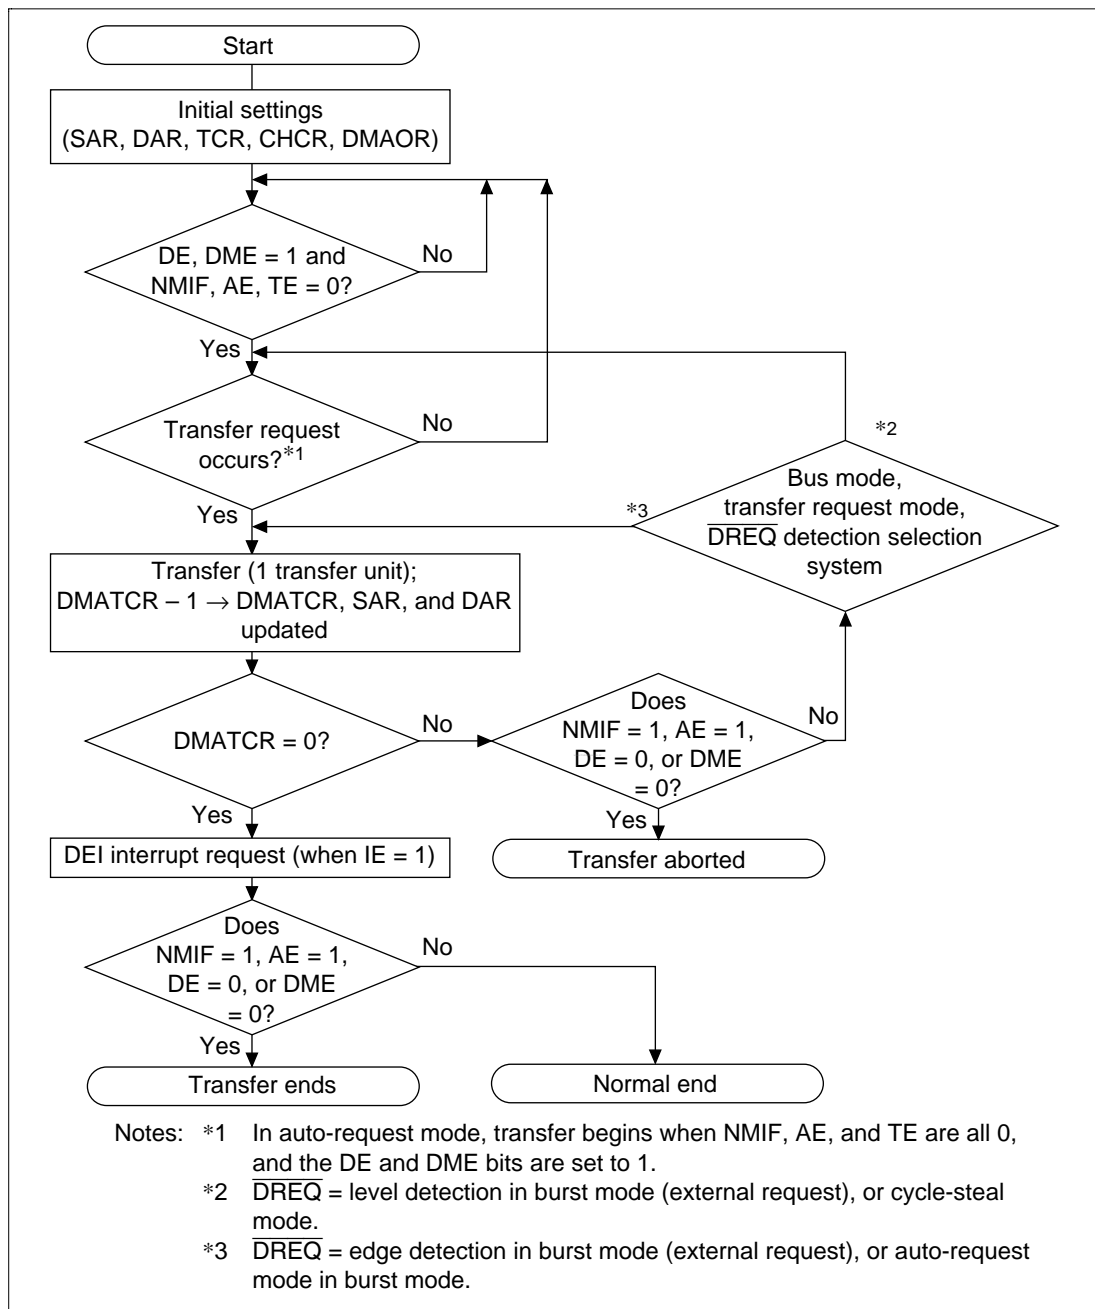 Start
Initial settings
(SAR, DAR, TCR, CHCR, DMAOR)
DE, DME = 1 and
NMIF, AE, TE = 0?
No
Yes
Transfer request
occurs?*1
No
Yes
*2
Bus mode,
transfer request mode,
DREQ detection selection
system
*3
Transfer (1 transfer unit);
DMATCR – 1 → DMATCR, SAR, and DAR
updated
DMATCR = 0?
No
Yes
Does
NMIF = 1, AE = 1,
DE = 0, or DME
= 0?
No
Yes
Transfer aborted
DEI interrupt request (when IE = 1)
Does
NMIF = 1, AE = 1,
DE = 0, or DME
= 0?
No
Yes
Transfer ends
Normal end
Notes: *1 In auto-request mode, transfer begins when NMIF, AE, and TE are all 0,
and the DE and DME bits are set to 1.
*2 DREQ = level detection in burst mode (external request), or cycle-steal
mode.
*3 DREQ = edge detection in burst mode (external request), or auto-request
mode in burst mode.